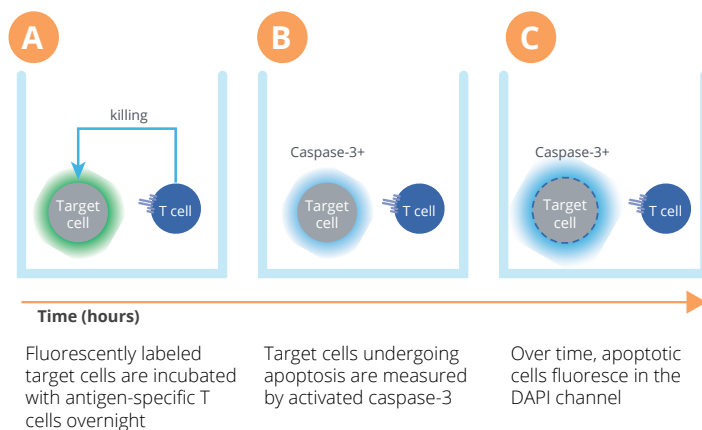 A
B
C
killing
Target
cell
T cell
Caspase-3+
Target
cell
T cell
Caspase-3+
Target
cell
T cell
Time (hours)
Fluorescently labeled
target cells are incubated
with antigen-specific T
cells overnight
Target cells undergoing
apoptosis are measured
by activated caspase-3
Over time, apoptotic
cells fluoresce in the
DAPI channel